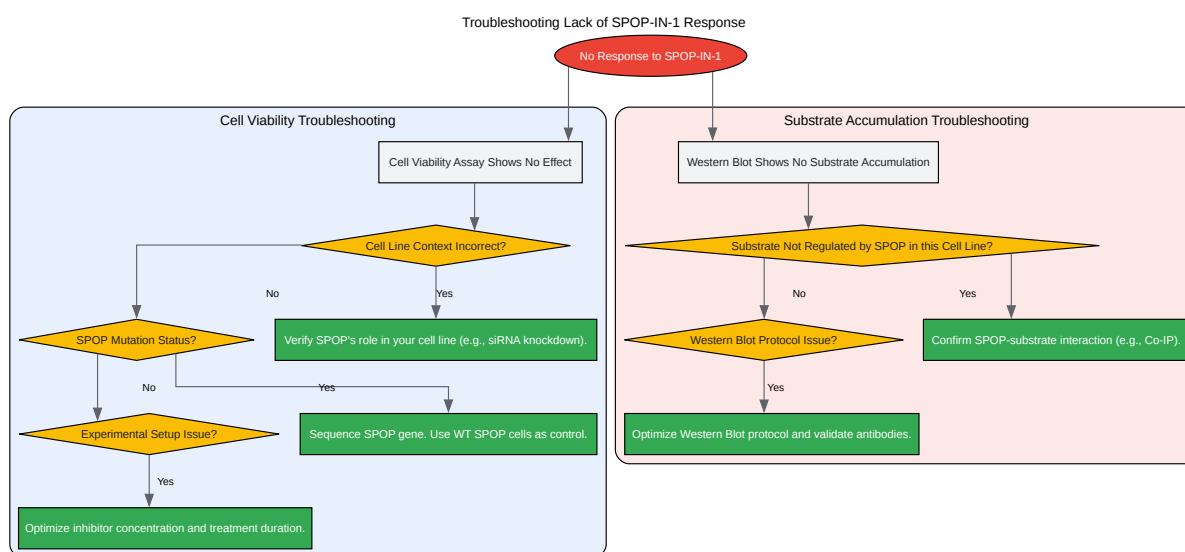 Troubleshooting Lack of SPOP-IN-1 Response
No Response to SPOP-IN-1
Cell Viability Troubleshooting
Substrate Accumulation Troubleshooting
Cell Viability Assay Shows No Effect
Western Blot Shows No Substrate Accumulation
Cell Line Context Incorrect?
Substrate Not Regulated by SPOP in this Cell Line?
No
Yes
No
Yes
SPOP Mutation Status?
Verify SPOP's role in your cell line (e.g., siRNA knockdown).
Western Blot Protocol Issue?
Confirm SPOP-substrate interaction (e.g., Co-IP).
No
Yes
Yes
Experimental Setup Issue?
Sequence SPOP gene. Use WT SPOP cells as control.
Optimize Western Blot protocol and validate antibodies.
Yes
Optimize inhibitor concentration and treatment duration.